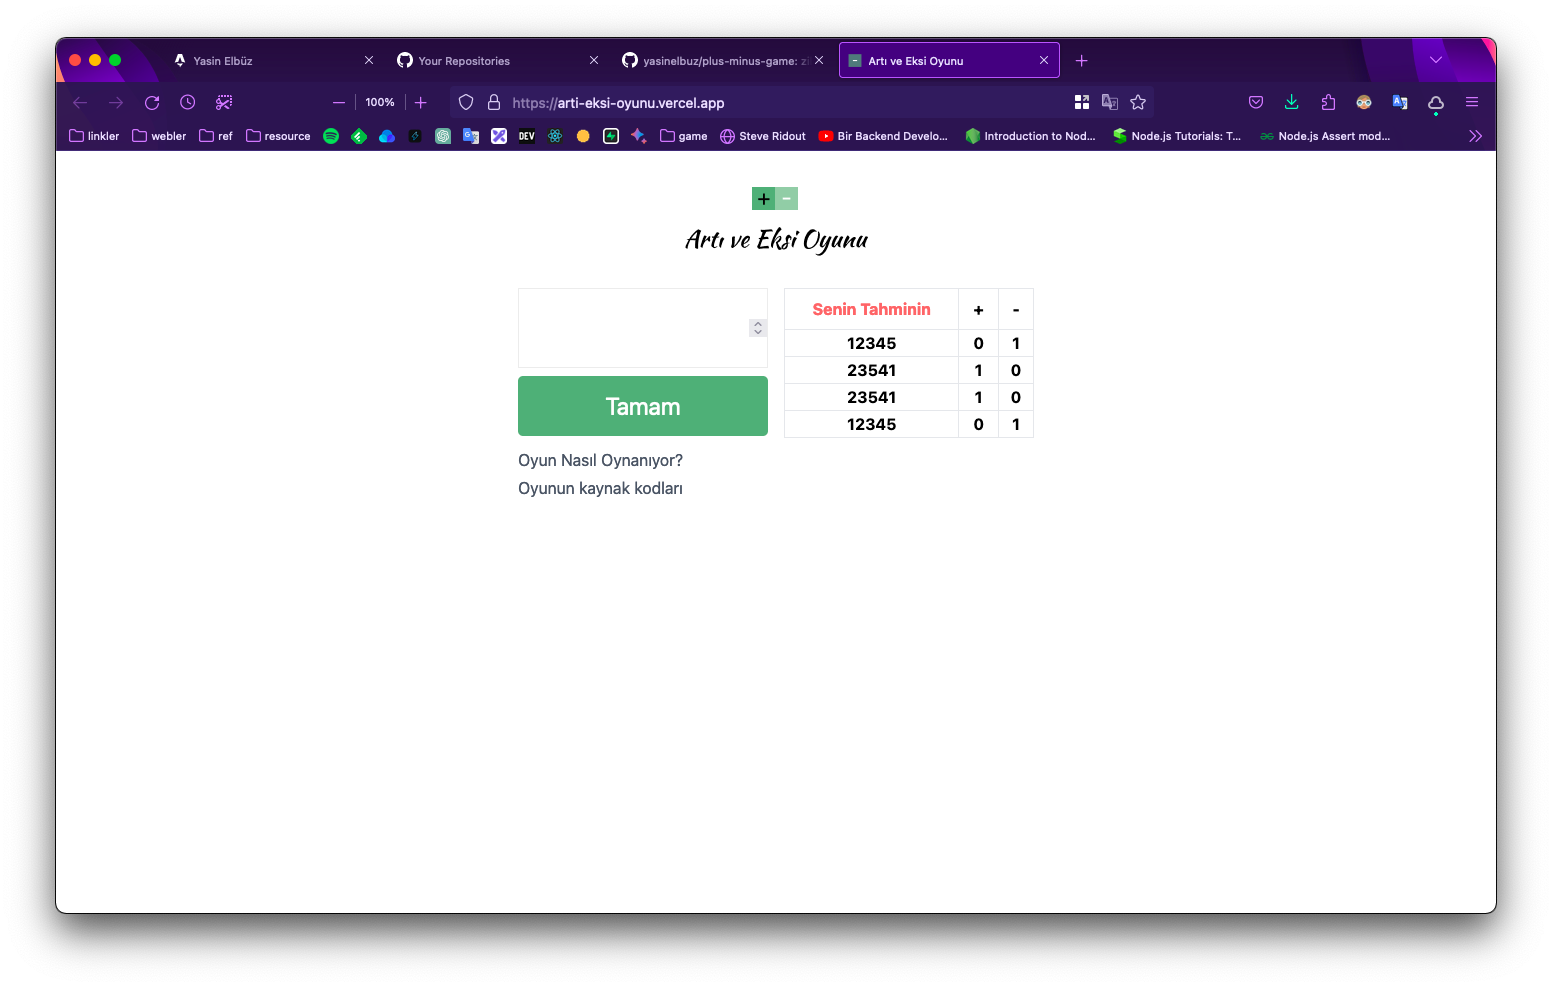 Yasin Elbüz
Your Repositories
yasinelbuz/plus-minus-game:
Artı ve Eksi Oyunu
100%
https://arti-eksi-oyunu.vercel.app
linkler
webler
ref
resource
DEV
game
Steve Ridout
Bir Backend Develo...
Introduction to Nod...
Node.js Tutorials: T...
Node.js Assert mod...
+ -
Artı ve Eksi Oyunu
Senin Tahminin + -
12345 0 1
23541 1 0
23541 1 0
12345 0 1
Tamam
Oyun Nasıl Oynanıyor?
Oyunun kaynak kodları